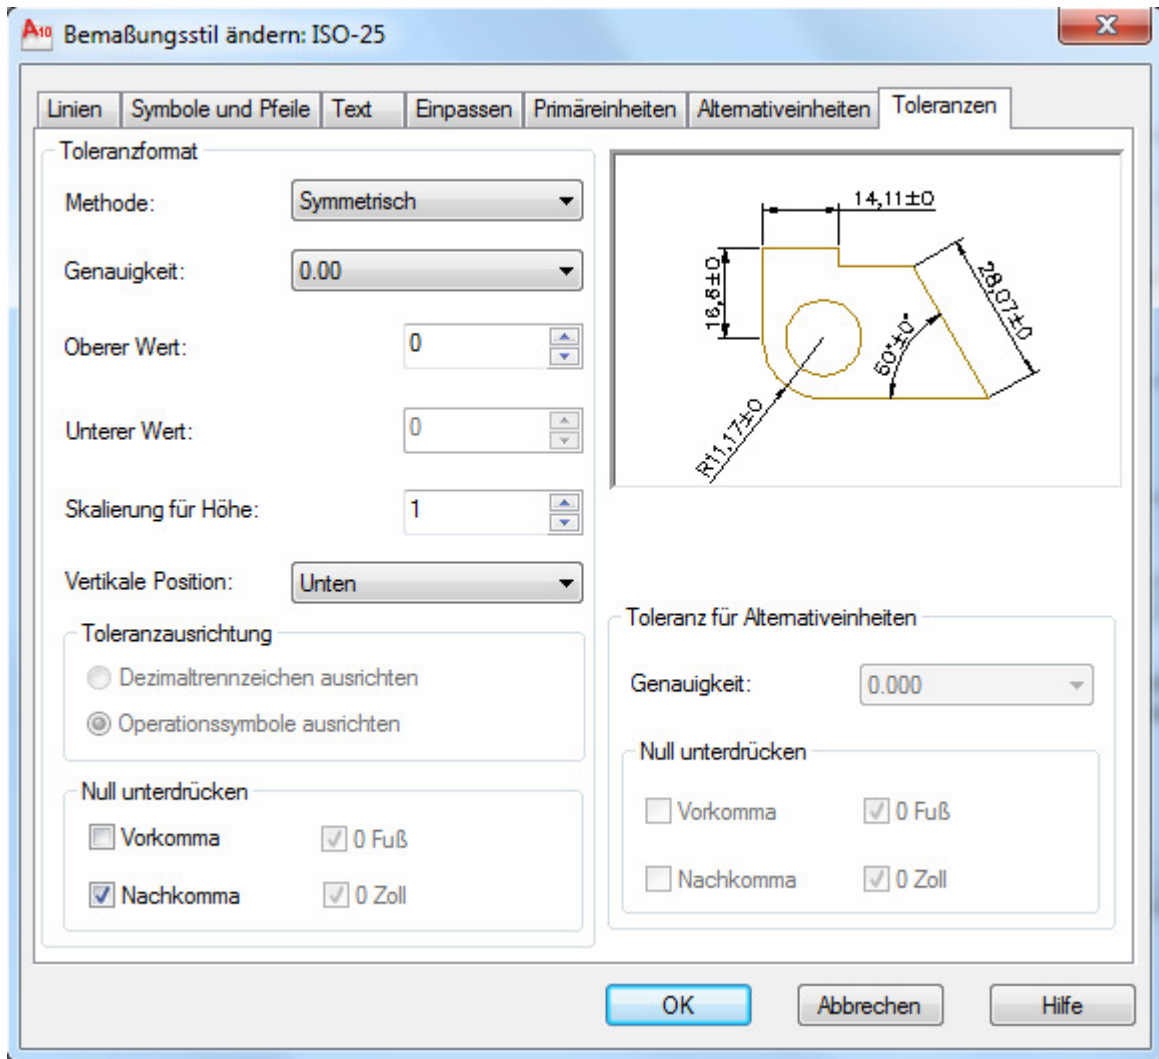 A10 Bemaßungsstil ändern: ISO-25
Linien Symbole und Pfeile Text Einpassen Primäreinheiten Alternativeinheiten Toleranzen
Toleranzformat
Methode: Symmetrisch
Genauigkeit: 0.00
Oberer Wert: 0
Unterer Wert: 0
Skalierung für Höhe: 1
Vertikale Position: Unten
Toleranzausrichtung
Dezimaltrennzeichen ausrichten
Operationssymbole ausrichten
Null unterdrücken
Vorkomma 0 Fuß
Nachkomma 0 Zoll
14,11±0
16,6±0
28,07±0
60°±0°
R11,17±0
Toleranz für Alternativeinheiten
Genauigkeit: 0.000
Null unterdrücken
Vorkomma 0 Fuß
Nachkomma 0 Zoll
OK Abbrechen Hilfe